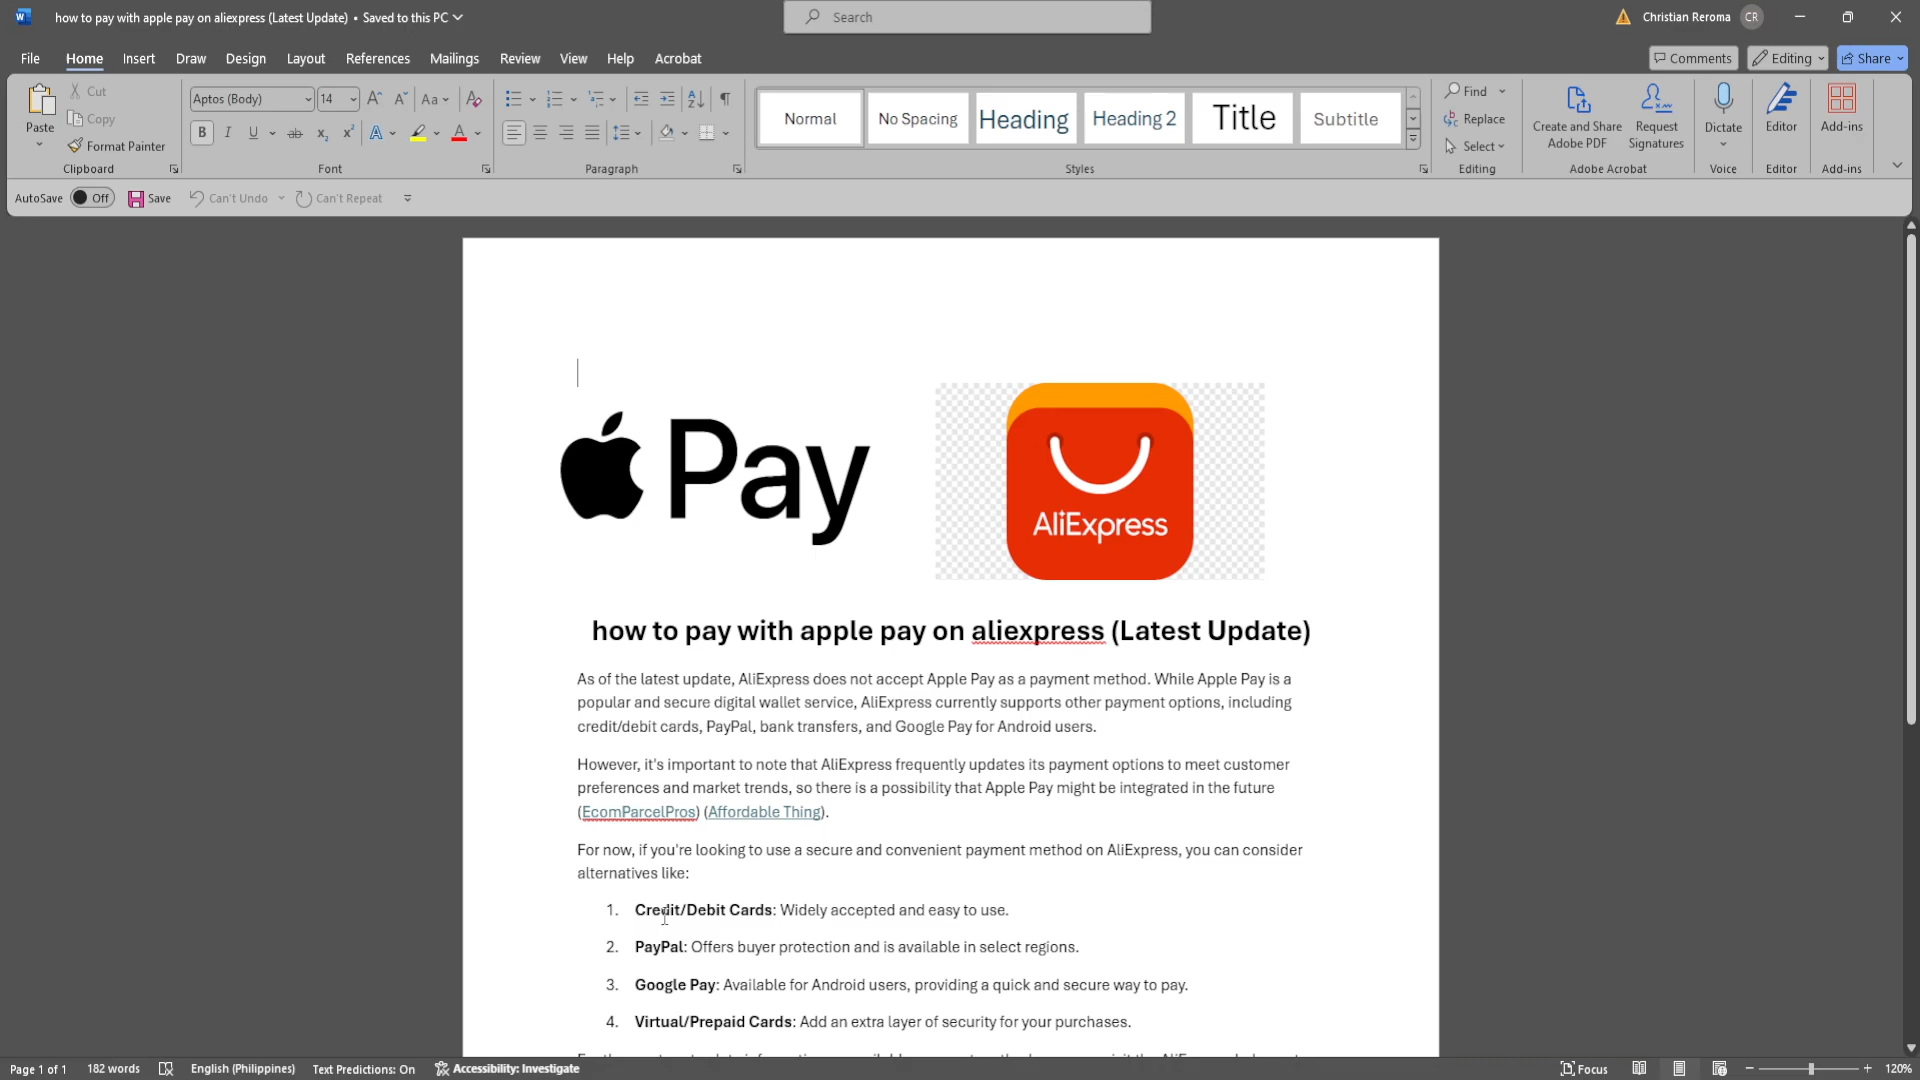 how to pay with apple pay on aliexpress (Latest Update) • Saved to this PC
Search
Christian Reroma CR
File Home Insert Draw Design Layout References Mailings Review View Help Acrobat
Comments Editing Share
Paste
Cut
Copy
Format Painter
Clipboard
Aptos (Body) 14
Font
Paragraph
Normal No Spacing Heading Heading 2 Title Subtitle
Styles
Find
Replace
Select
Editing
Create and Share
Adobe PDF
Request
Signatures
Adobe Acrobat
Dictate
Voice
Editor
Editor
Add-ins
Add-ins
AutoSave Off Save Can't Undo Can't Repeat
Pay
AliExpress
how to pay with apple pay on aliexpress (Latest Update)
As of the latest update, AliExpress does not accept Apple Pay as a payment method. While Apple Pay is a
popular and secure digital wallet service, AliExpress currently supports other payment options, including
credit/debit cards, PayPal, bank transfers, and Google Pay for Android users.
However, it's important to note that AliExpress frequently updates its payment options to meet customer
preferences and market trends, so there is a possibility that Apple Pay might be integrated in the future
(EcomParcelPros) (Affordable Thing).
For now, if you're looking to use a secure and convenient payment method on AliExpress, you can consider
alternatives like:
1. Credit/Debit Cards: Widely accepted and easy to use.
2. PayPal: Offers buyer protection and is available in select regions.
3. Google Pay: Available for Android users, providing a quick and secure way to pay.
4. Virtual/Prepaid Cards: Add an extra layer of security for your purchases.
Page 1 of 1 182 words English (Philippines) Text Predictions: On Accessibility: Investigate Focus 120%